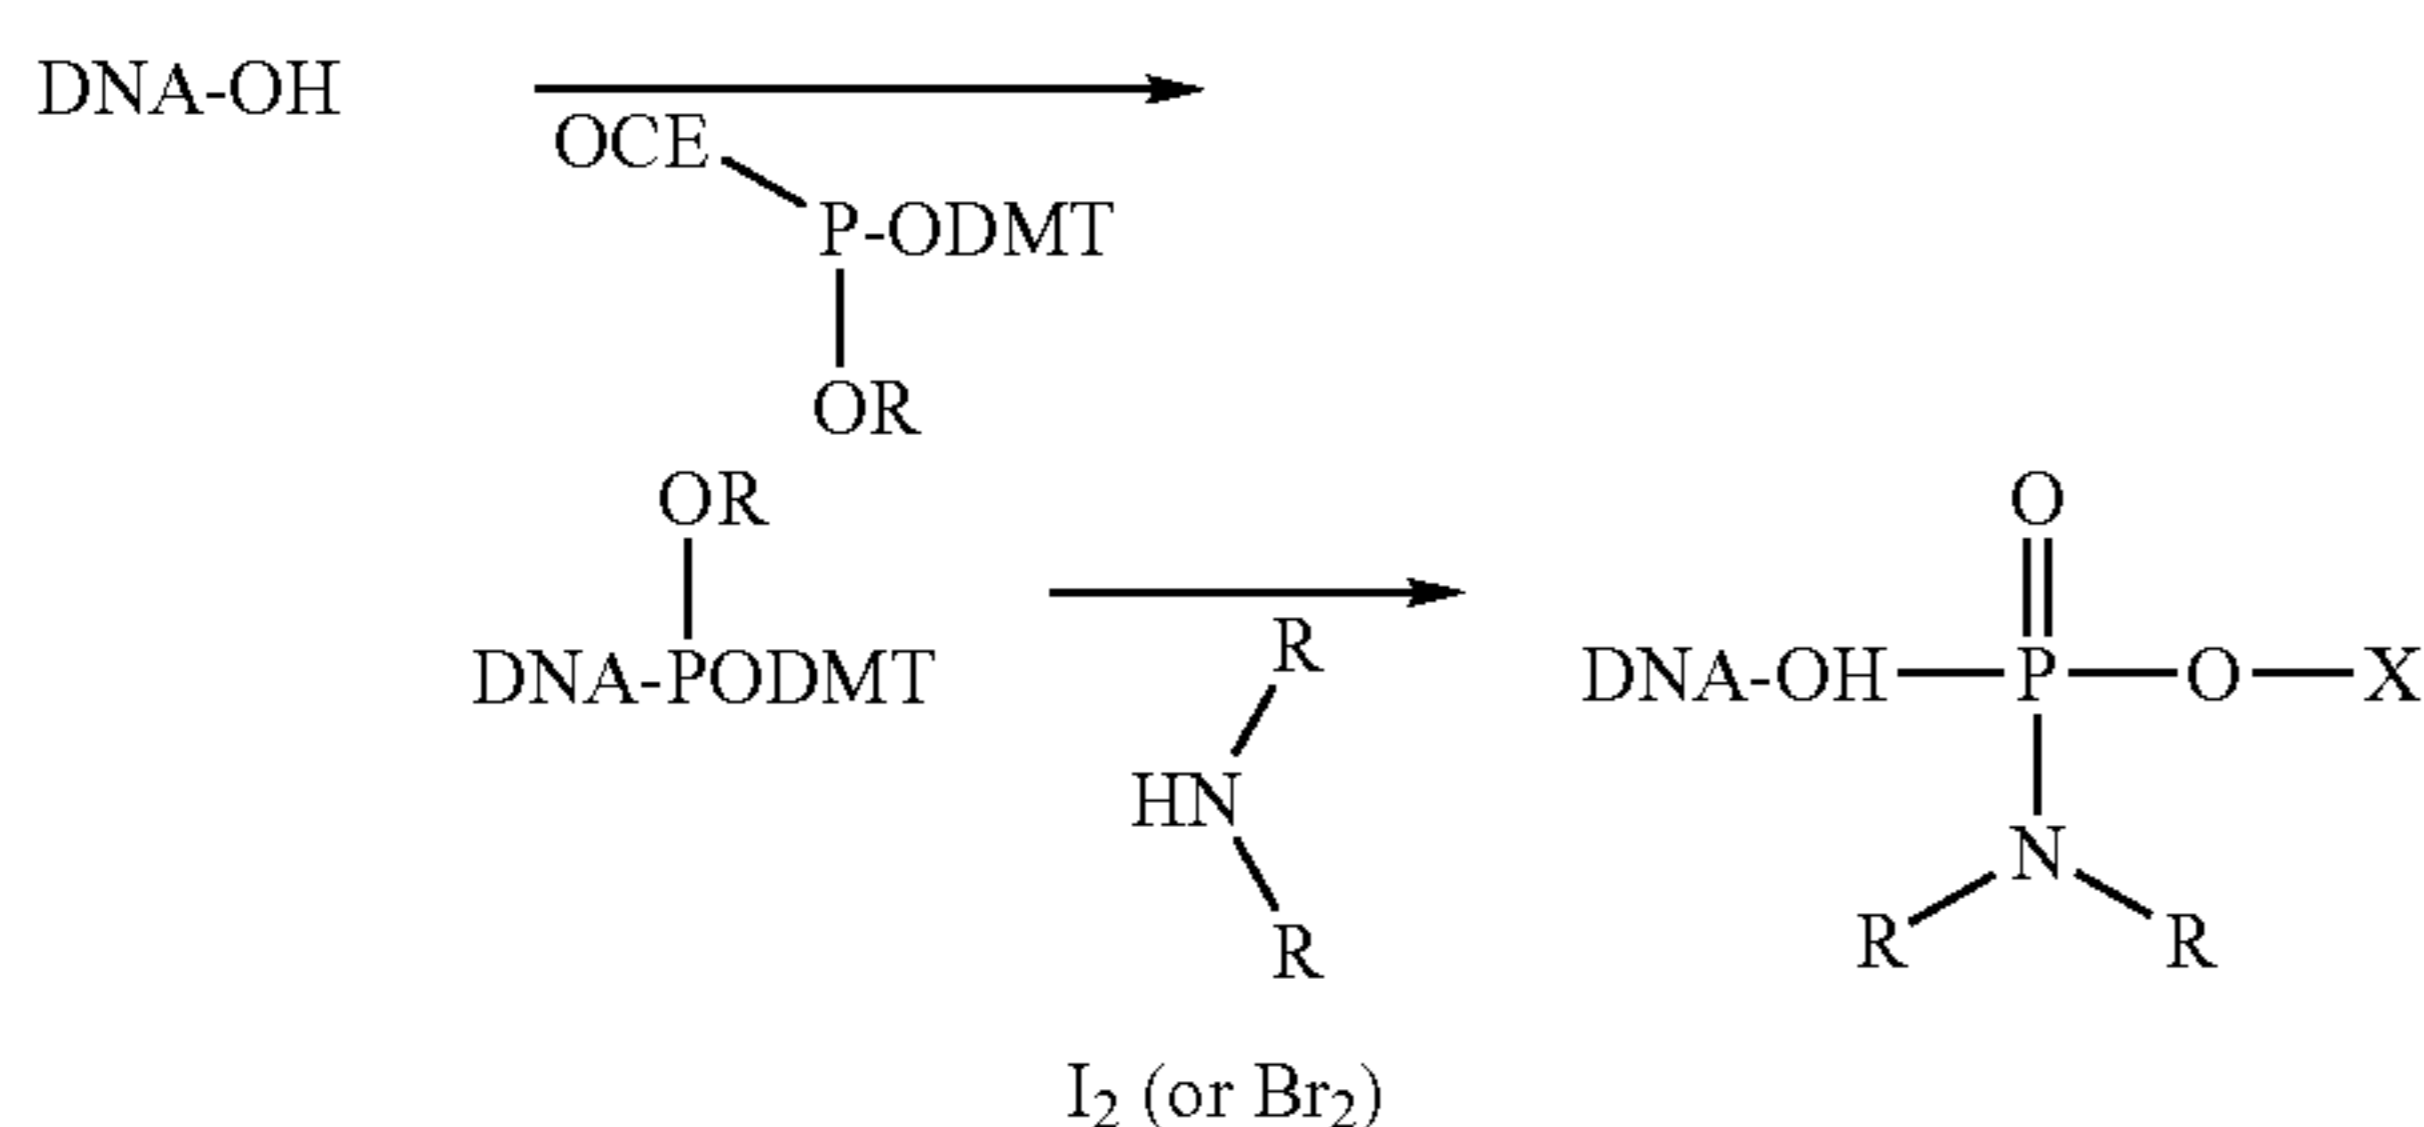 DNA-OH
OCE
P-ODMT
OR
OR
DNA-PODMT
R
HN
R
I₂ (or Br₂)
O
DNA-OH—P—O—X
N
R R